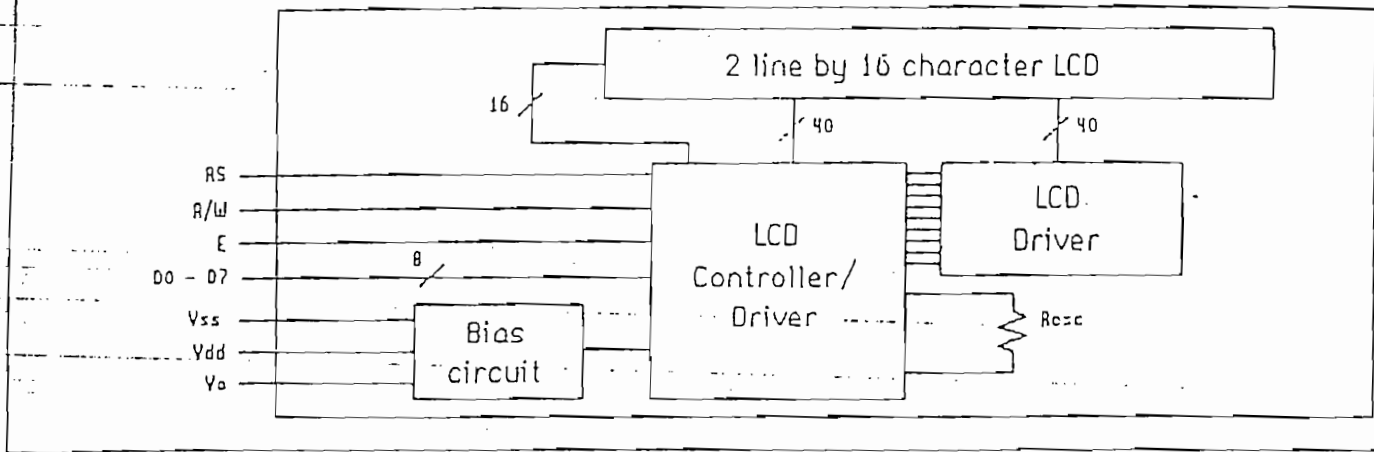 2 line by 16 character LCD
16
40
40
RS
R/W
E
D0 - D7
8
Vss
Vdd
Vo
Bias
circuit
LCD
Controller/
Driver
LCD
Driver
Rosc